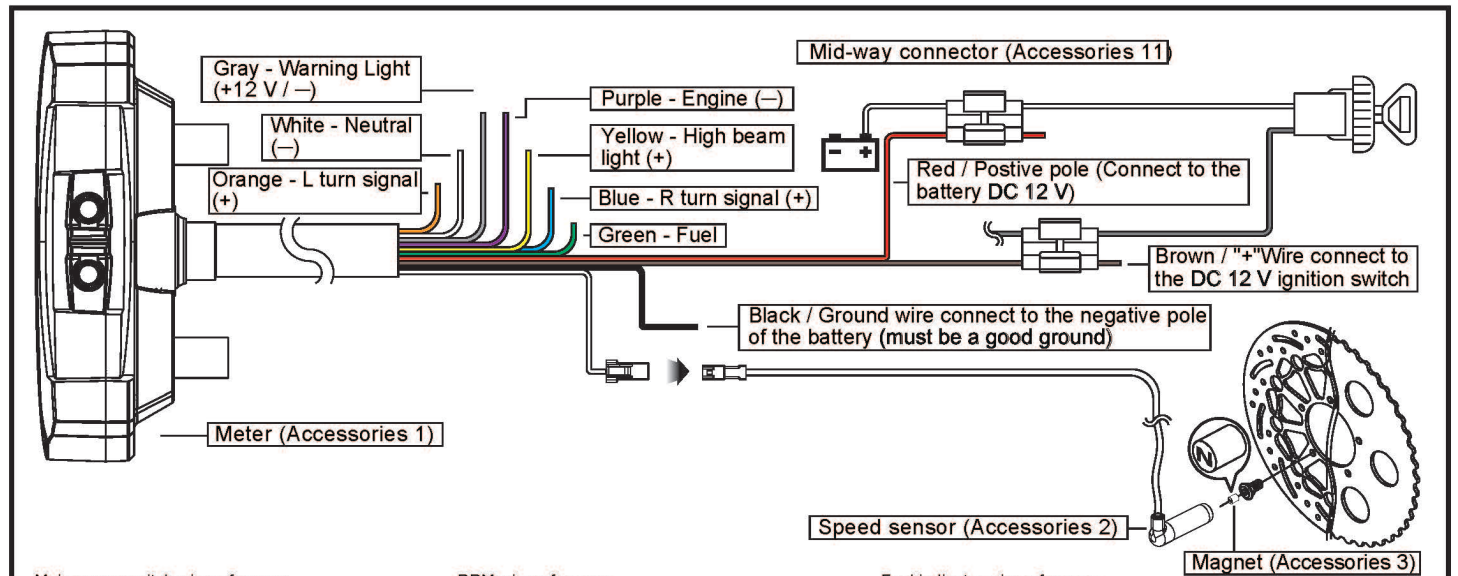 Gray - Warning Light
(+12 V / −)
White - Neutral
(−)
Orange - L turn signal
(+)
Purple - Engine (−)
Yellow - High beam
light (+)
Blue - R turn signal (+)
Green - Fuel
Mid-way connector (Accessories 11)
- +
Red / Postive pole (Connect to the
battery DC 12 V)
Brown / "+"Wire connect to
the DC 12 V ignition switch
Black / Ground wire connect to the negative pole
of the battery (must be a good ground)
Meter (Accessories 1)
N
Speed sensor (Accessories 2)
Magnet (Accessories 3)